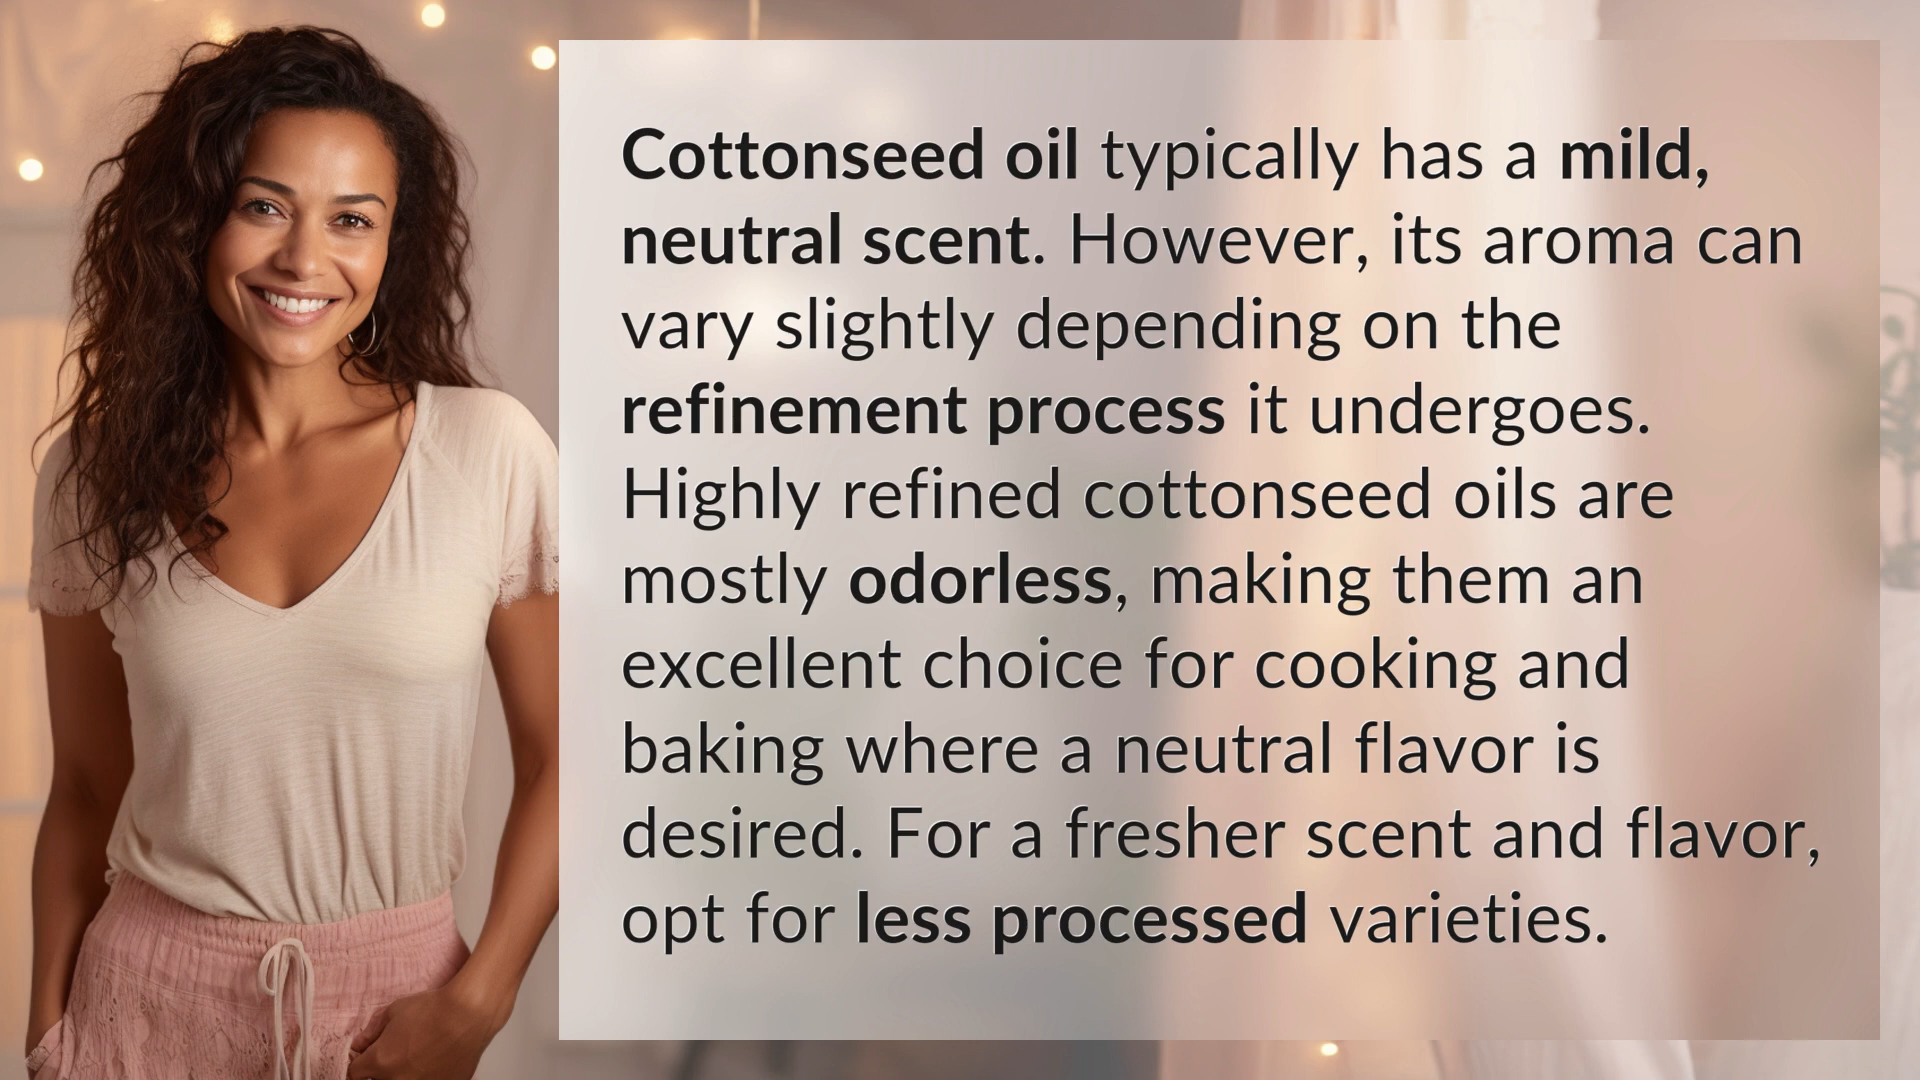 Cottonseed oil typically has a mild,
neutral scent. However, its aroma can
vary slightly depending on the
refinement process it undergoes.
Highly refined cottonseed oils are
mostly odorless, making them an
excellent choice for cooking and
baking where a neutral flavor is
desired. For a fresher scent and flavor,
opt for less processed varieties.